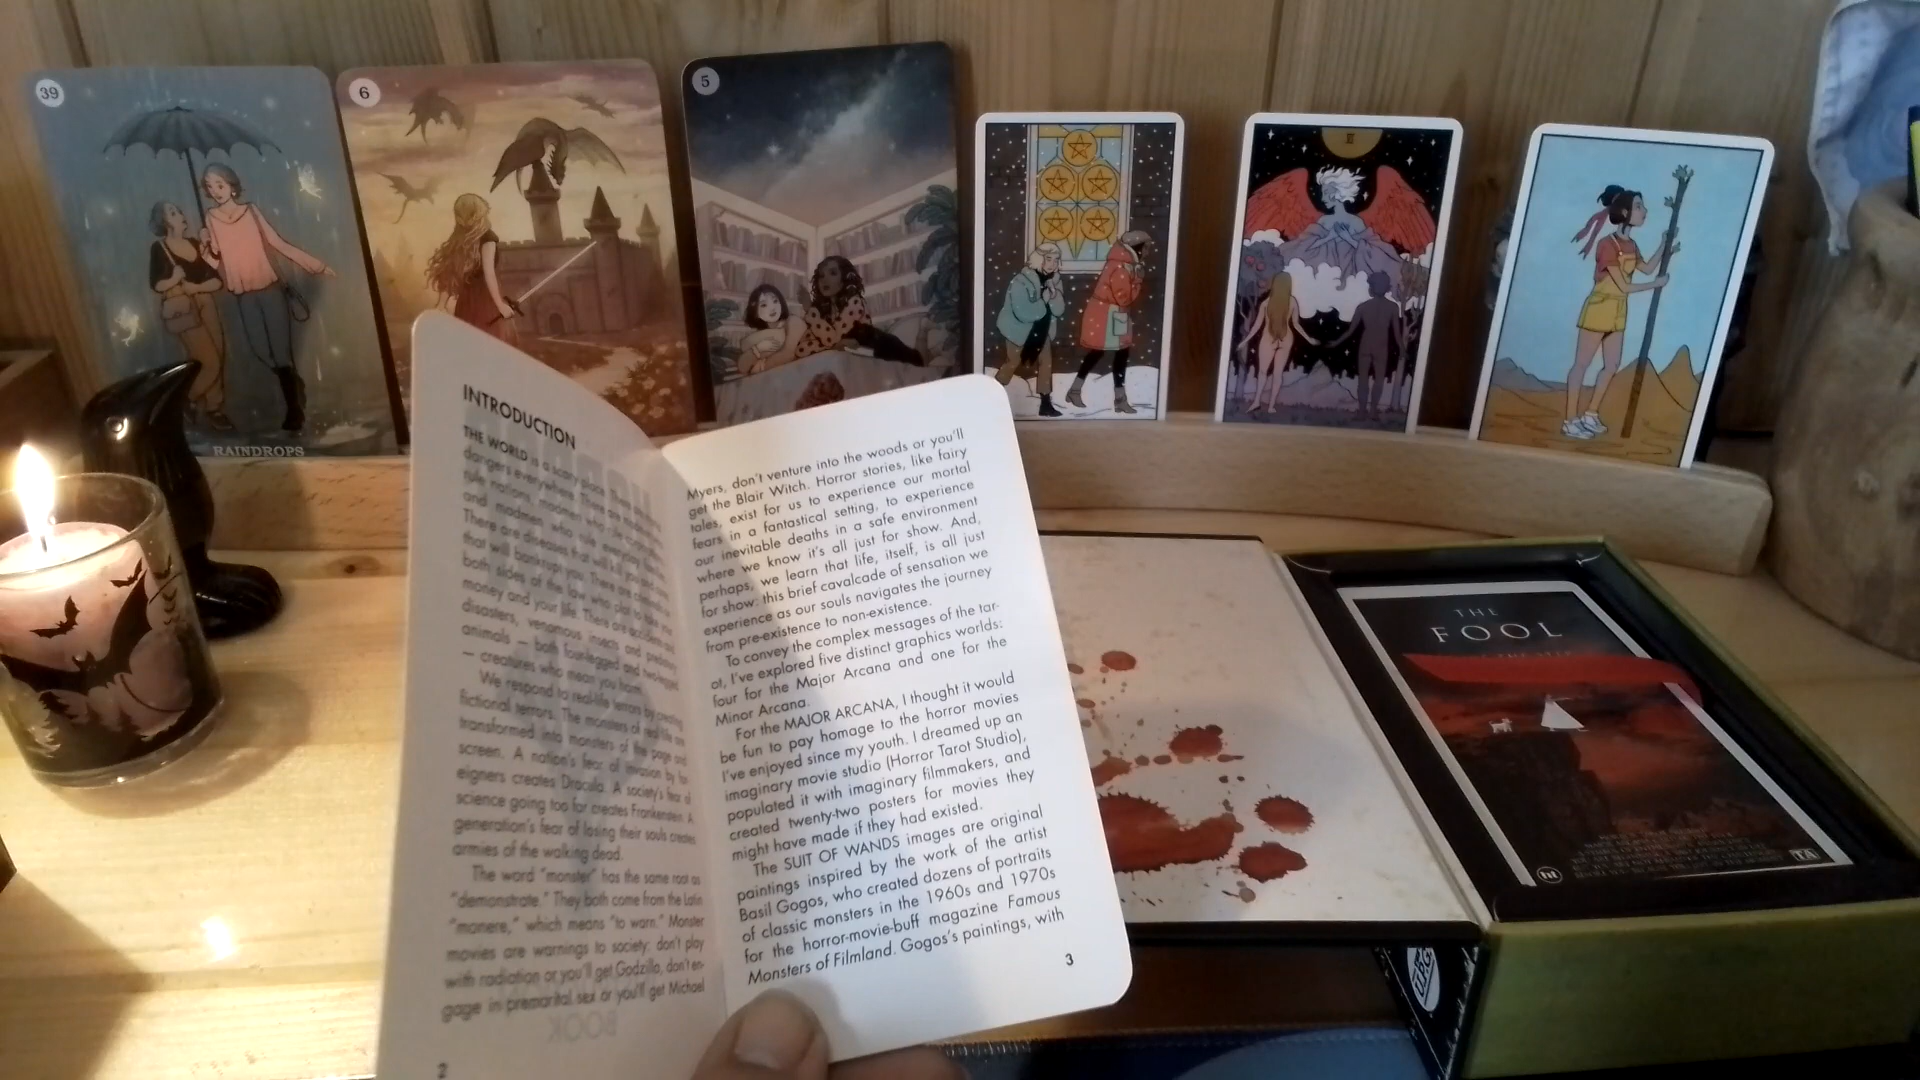 39
6
5
RAINDROPS
INTRODUCTION
THE WORLD is a scary place. There are
dangers everywhere. There are madmen who
rule nations, madmen who
and madmen who rule everyday
There are diseases that will kill you and
that will bankrupt you. There are criminals on
both sides of the law who plot to take your
money and your life. There are accidents and
disasters, venomous insects and predatory
animals — both four-legged and two-legged
— creatures who mean you harm.
We respond to real-life terrors by creating
fictional terrors. The monsters of real life are
transformed into monsters of the page and
screen. A nation's fear of invasion by for-
eigners creates Dracula. A society's fear of
science going too far creates Frankenstein. A
generation's fear of losing their souls creates
armies of the walking dead.
The word "monster" has the same root as
"demonstrate." They both come from the Latin
"monere," which means "to warn." Monster
movies are warnings to society: don't play
with radiation or you'll get Godzilla, don't en-
gage in premarital sex or you'll get Michael
2
Myers, don't venture into the woods or you'll
get the Blair Witch. Horror stories, like fairy
tales, exist for us to experience our mortal
fears in a fantastical setting, to experience
our inevitable deaths in a safe environment
where we know it's all just for show. And,
perhaps, we learn that life, itself, is all just
for show: this brief cavalcade of sensation we
experience as our souls navigates the journey
from pre-existence to non-existence.
To convey the complex messages of the tar-
ot, I've explored five distinct graphics worlds:
four for the Major Arcana and one for the
Minor Arcana.
For the MAJOR ARCANA, I thought it would
be fun to pay homage to the horror movies
I've enjoyed since my youth. I dreamed up an
imaginary movie studio (Horror Tarot Studio),
populated it with imaginary filmmakers, and
created twenty-two posters for movies they
might have made if they had existed.
The SUIT OF WANDS images are original
paintings inspired by the work of the artist
Basil Gogos, who created dozens of portraits
of classic monsters in the 1960s and 1970s
for the horror-movie-buff magazine Famous
Monsters of Filmland. Gogos's paintings, with
3
THE
FOOL